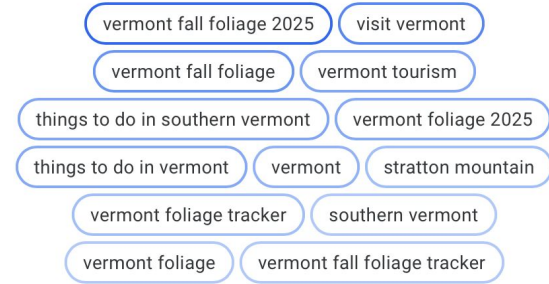 vermont fall foliage 2025 visit vermont
vermont fall foliage vermont tourism
things to do in southern vermont vermont foliage 2025
things to do in vermont vermont stratton mountain
vermont foliage tracker southern vermont
vermont foliage vermont fall foliage tracker